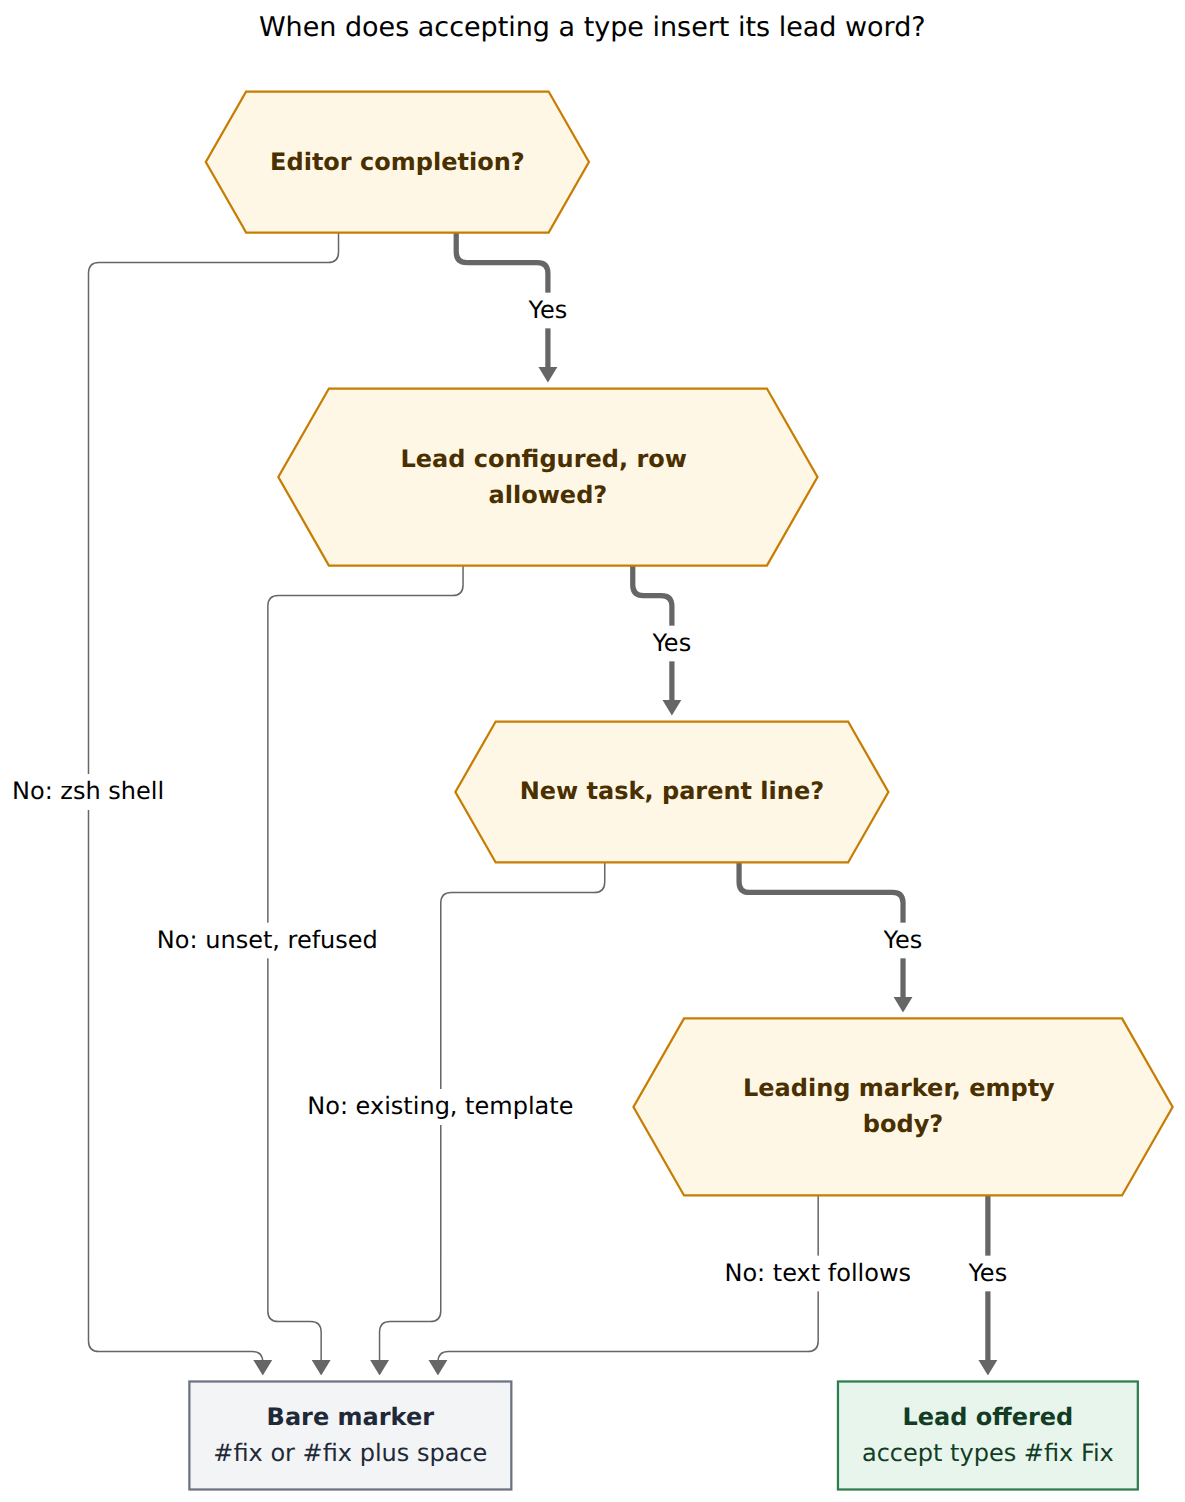 When does accepting a type insert its lead word?
Editor completion?
Yes
Lead configured, row
allowed?
Yes
New task, parent line?
No: zsh shell
No: unset, refused
Yes
Leading marker, empty
body?
No: existing, template
No: text follows
Yes
Bare marker
#fix or #fix plus space
Lead offered
accept types #fix Fix